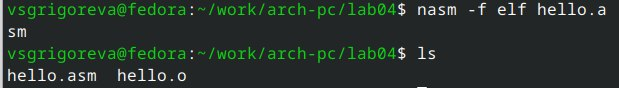 vsgrigoreva@fedora:~/work/arch-pc/lab04$ nasm -f elf hello.a
sm
vsgrigoreva@fedora:~/work/arch-pc/lab04$ ls
hello.asm  hello.o